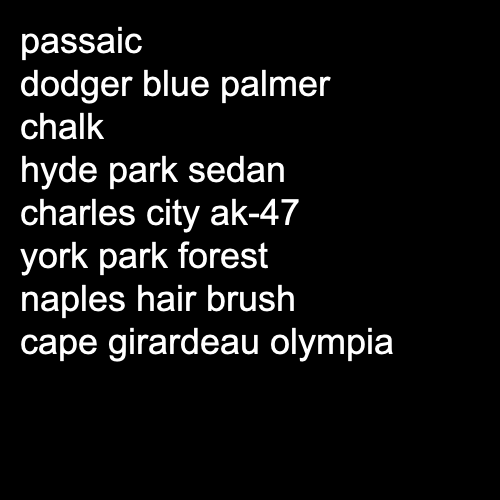 passaic
dodger blue palmer
chalk
hyde park sedan
charles city ak-47
york park forest
naples hair brush
cape girardeau olympia